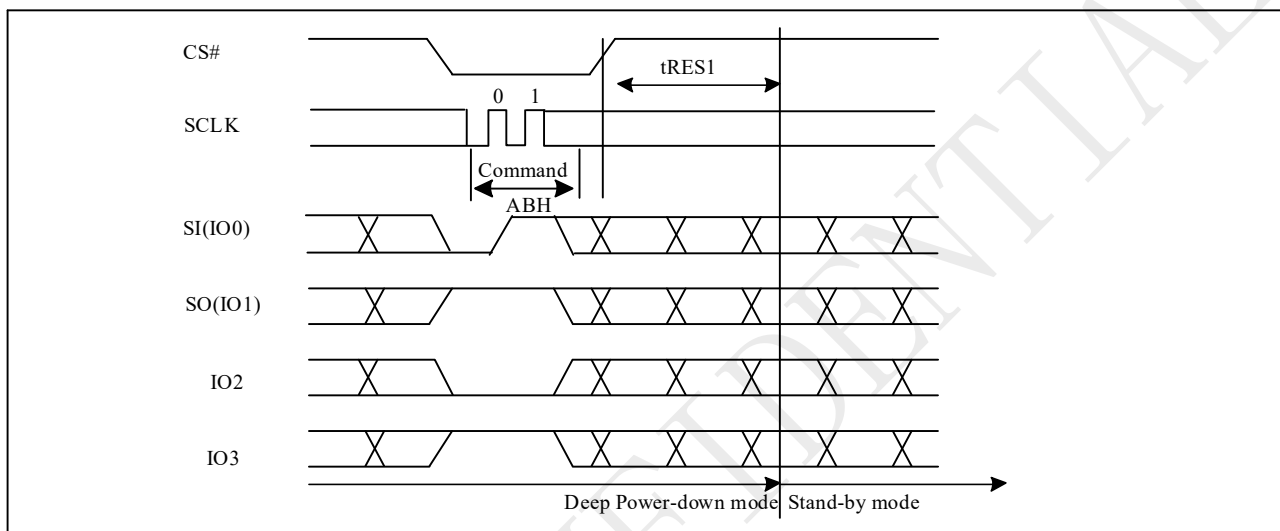 CS#
tRES1
0 1
SCLK
Command
ABH
SI(IO0)
SO(IO1)
IO2
IO3
Deep Power-down mode Stand-by mode
IDENTIAL